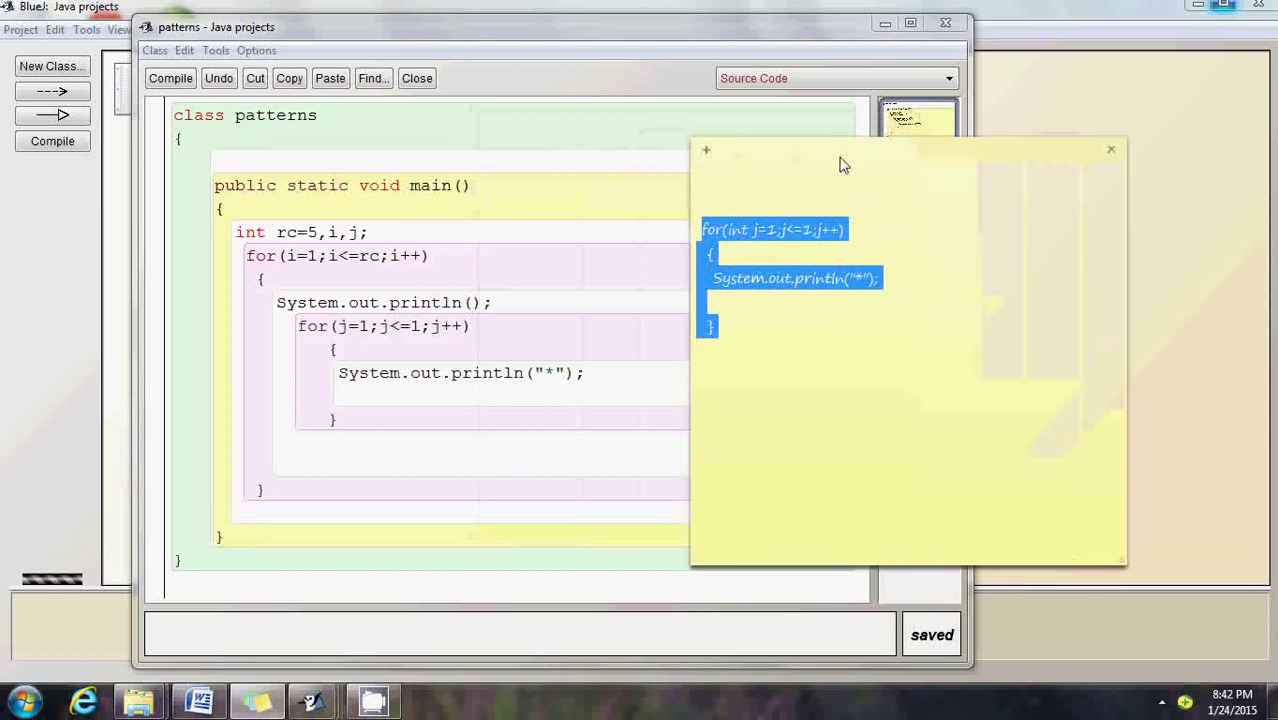 BlueJ: Java projects
Project Edit Tools View
New Class...
Compile
patterns - Java projects
Class Edit Tools Options
Compile Undo Cut Copy Paste Find... Close
Source Code
class patterns
{
public static void main()
{
int rc=5,i,j;
for(i=1;i<=rc;i++)
{
System.out.println();
for(j=1;j<=1;j++)
{
System.out.println("*");
}
}
}
}
saved
+
×
for(int j=1;j<=1;j++)
{
System.out.println("*");
}
8:42 PM
1/24/2015